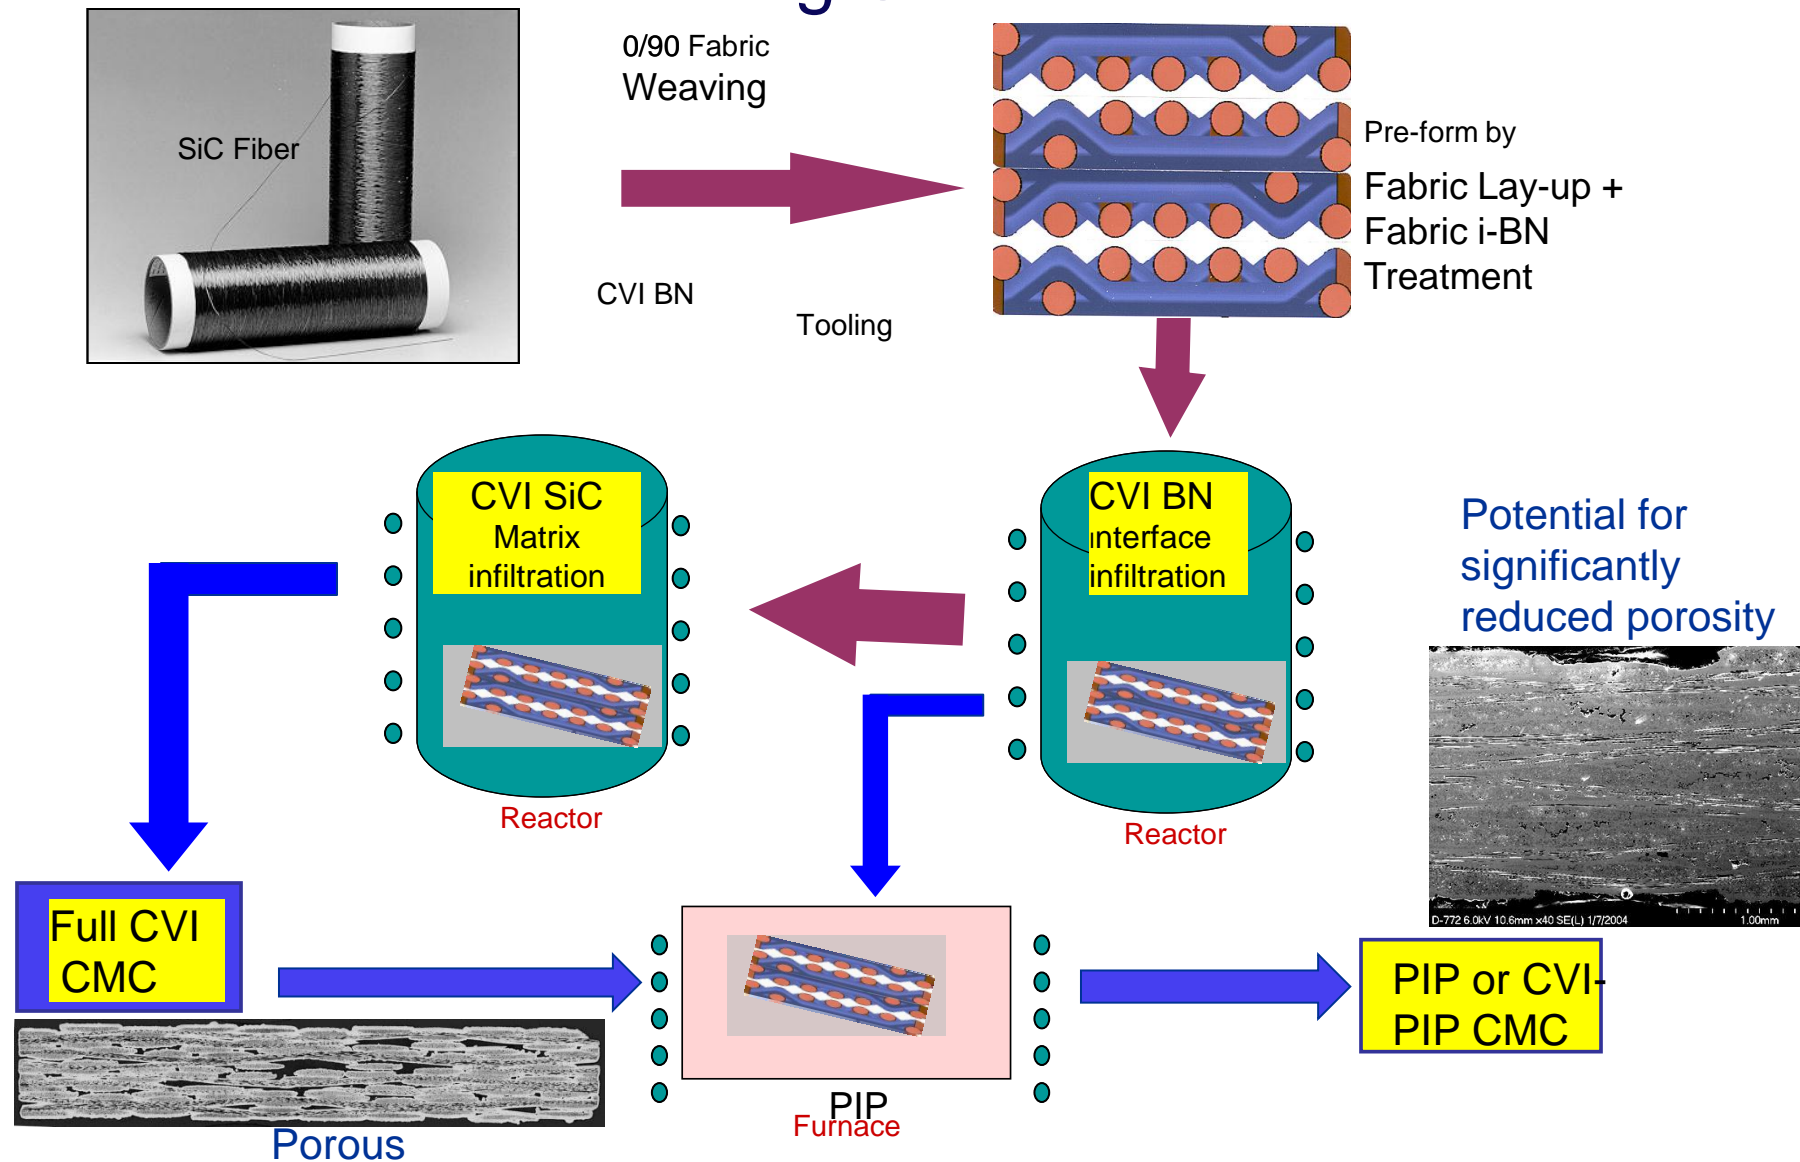 0/90 Fabric
Weaving
SiC Fiber
Pre-form by
Fabric Lay-up +
Fabric i-BN
Treatment
CVI BN
Tooling
CVI SiC
Matrix
infiltration
CVI BN
interface
infiltration
Potential for
significantly
reduced porosity
Reactor
Reactor
D-772 6.0kV 10.6mm x40 SE(L) 1/7/2004
1.00mm
Full CVI
CMC
PIP or CVI-
PIP CMC
PIP
Furnace
Porous